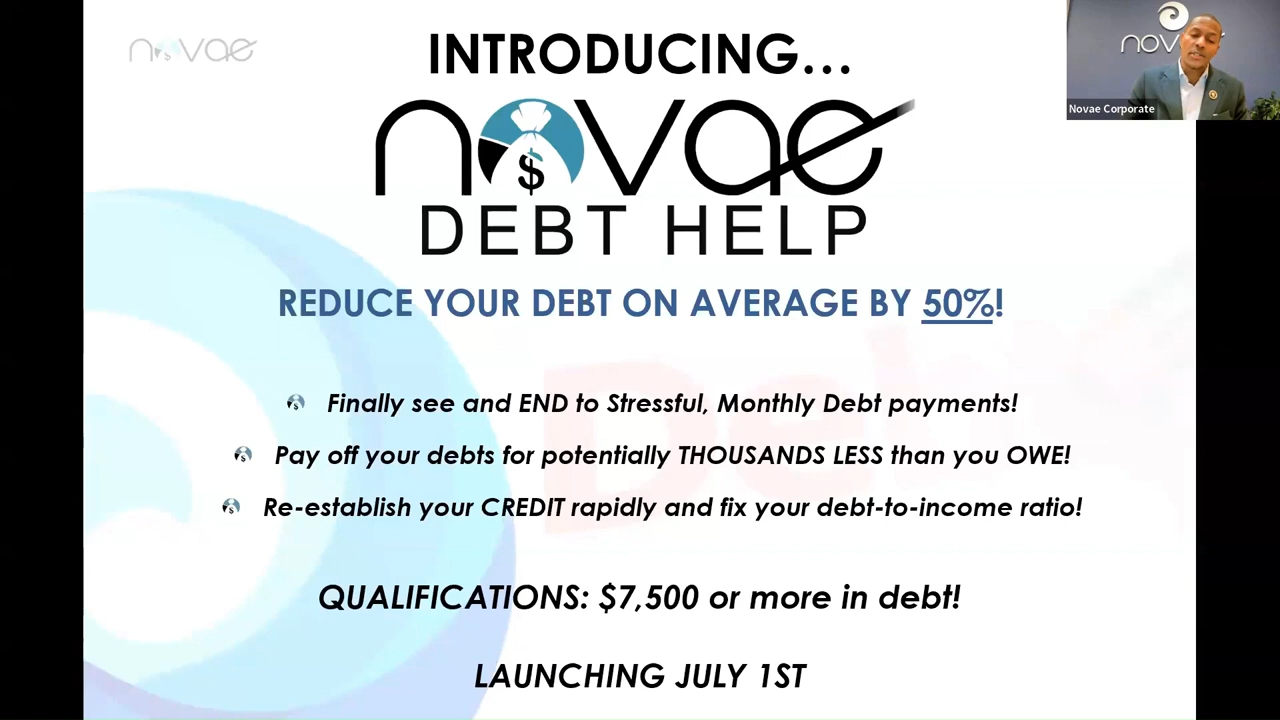 novae
INTRODUCING...
novae
DEBT HELP
REDUCE YOUR DEBT ON AVERAGE BY 50%!
Finally see and END to Stressful, Monthly Debt payments!
Pay off your debts for potentially THOUSANDS LESS than you OWE!
Re-establish your CREDIT rapidly and fix your debt-to-income ratio!
QUALIFICATIONS: $7,500 or more in debt!
LAUNCHING JULY 1ST
Novae Corporate